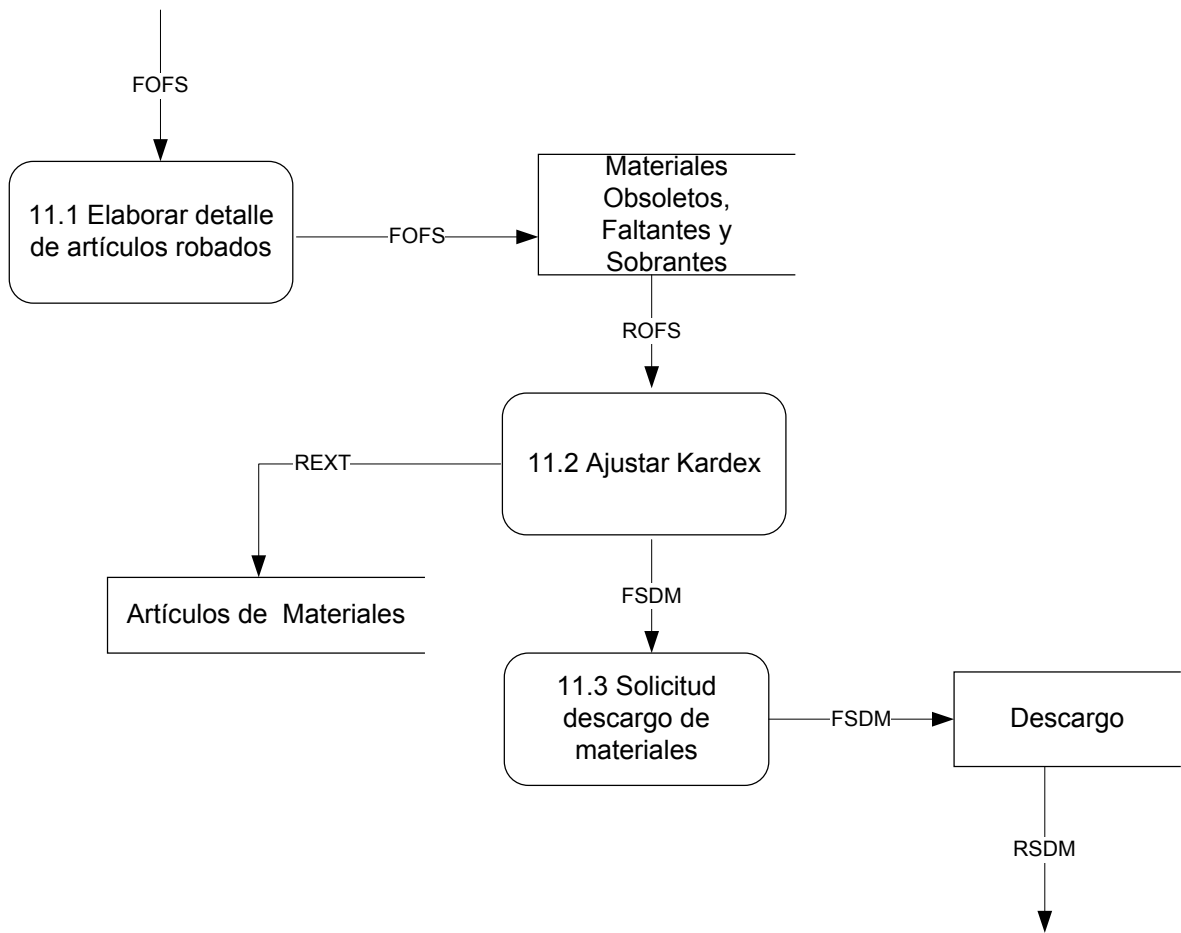 FOFS
11.1 Elaborar detalle
de artículos robados
FOFS
Materiales
Obsoletos,
Faltantes y
Sobrantes
ROFS
11.2 Ajustar Kardex
REXT
Artículos de  Materiales
FSDM
11.3 Solicitud
descargo de
materiales
FSDM
Descargo
RSDM